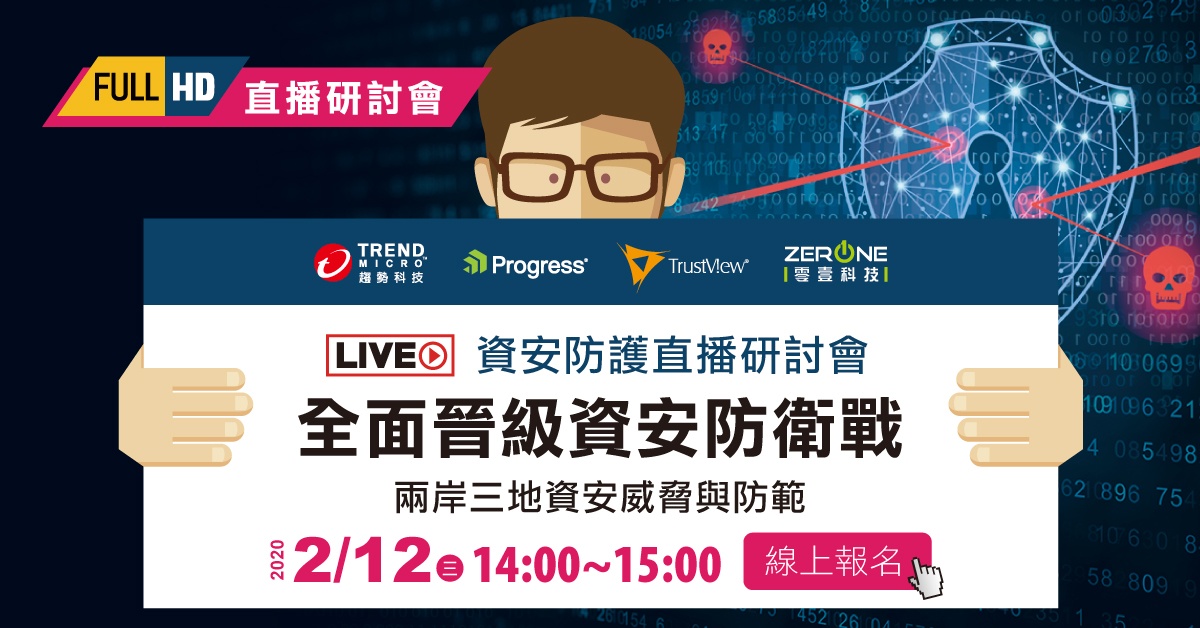 FULL HD 直播研討會
TREND MICRO™ 趨勢科技
Progress®
TrustView®
ZERONE 零壹科技
LIVE 資安防護直播研討會
全面晉級資安防衛戰
兩岸三地資安威脅與防範
2020 2/12 三 14:00~15:00 線上報名